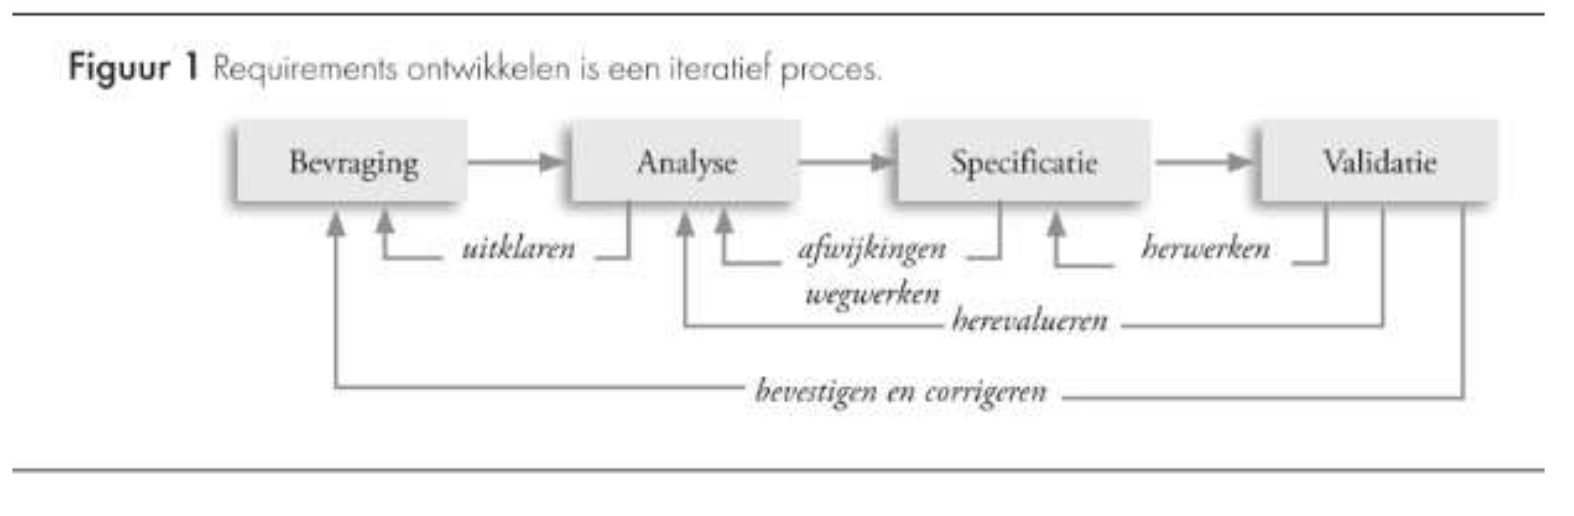 Figuur 1 Requirements ontwikkelen is een iteratief proces.
Bevraging
Analyse
Specificatie
Validatie
uitklaren
afwijkingen
wegwerken
herwerken
herevalueren
bevestigen en corrigeren